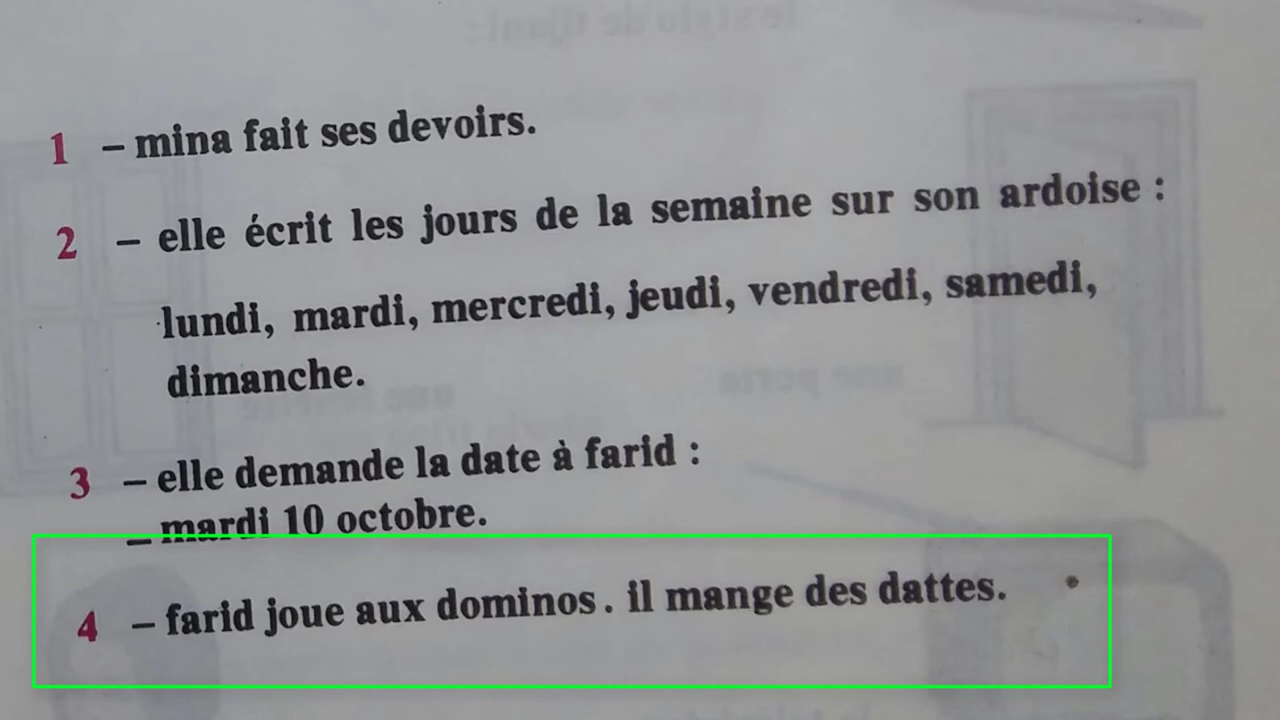 1 – mina fait ses devoirs.
2 – elle écrit les jours de la semaine sur son ardoise :
lundi, mardi, mercredi, jeudi, vendredi, samedi,
dimanche.
3 – elle demande la date à farid :
– mardi 10 octobre.
4 – farid joue aux dominos. il mange des dattes.